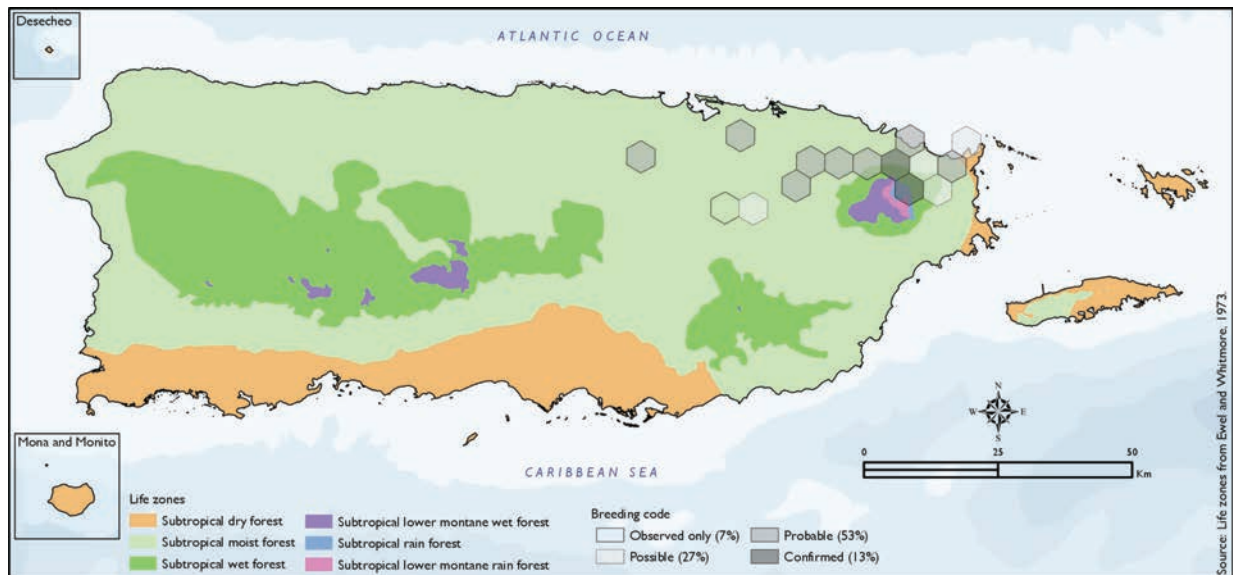 Desecheo
ATLANTIC OCEAN
N
W
E
S
Mona and Monito
CARIBBEAN SEA
0
25
50
Km
Life zones
Subtropical dry forest
Subtropical moist forest
Subtropical wet forest
Subtropical lower montane wet forest
Subtropical rain forest
Subtropical lower montane rain forest
Breeding code
Observed only (7%)
Possible (27%)
Probable (53%)
Confirmed (13%)
Source: Life zones from Ewel and Whitmore, 1973.